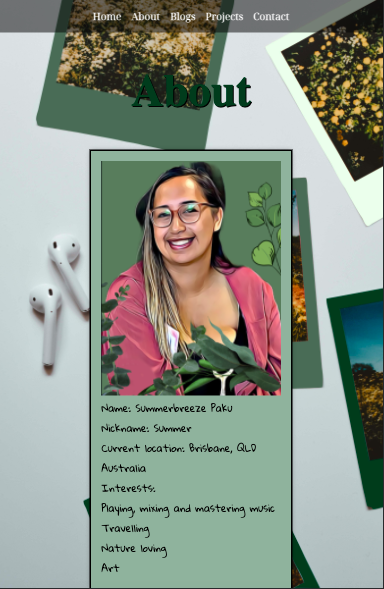 Home About Blogs Projects Contact
About
Name: Summerbreeze Paku
Nickname: Summer
Current location: Brisbane, QLD
Australia
Interests:
Playing, mixing and mastering music
Travelling
Nature loving
Art